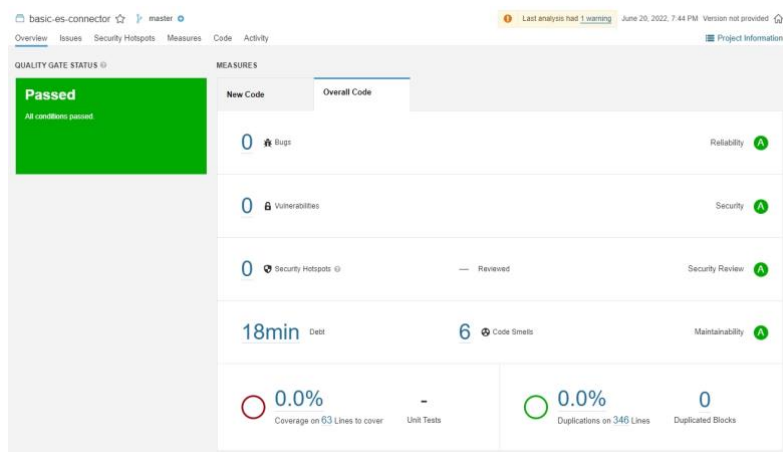 basic-es-connector master Last analysis had 1 warning June 20, 2022, 7:44 PM Version not provided
Overview Issues Security Hotspots Measures Code Activity Project Information
QUALITY GATE STATUS
Passed
All conditions passed.
MEASURES
New Code Overall Code
0 Bugs Reliability A
0 Vulnerabilities Security A
0 Security Hotspots — Reviewed Security Review A
18min Debt 6 Code Smells Maintainability A
0.0% - 0.0% 0
Coverage on 63 Lines to cover Unit Tests Duplications on 346 Lines Duplicated Blocks